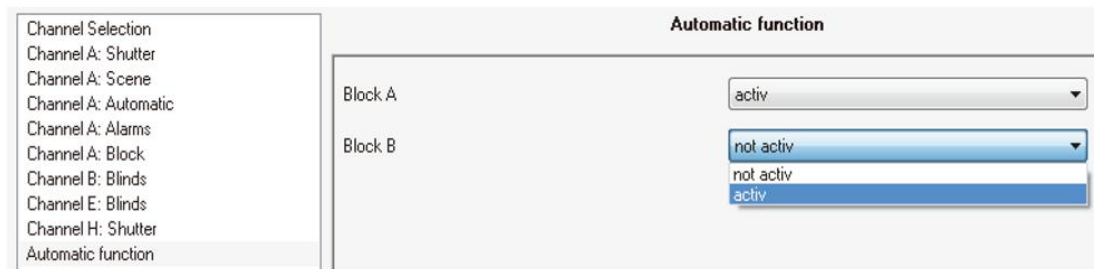 Channel Selection
Channel A: Shutter
Channel A: Scene
Channel A: Automatic
Channel A: Alarms
Channel A: Block
Channel B: Blinds
Channel E: Blinds
Channel H: Shutter
Automatic function
Automatic function
Block A
activ
Block B
not activ
not activ
activ